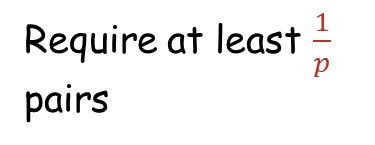 Require at least 1/p
pairs